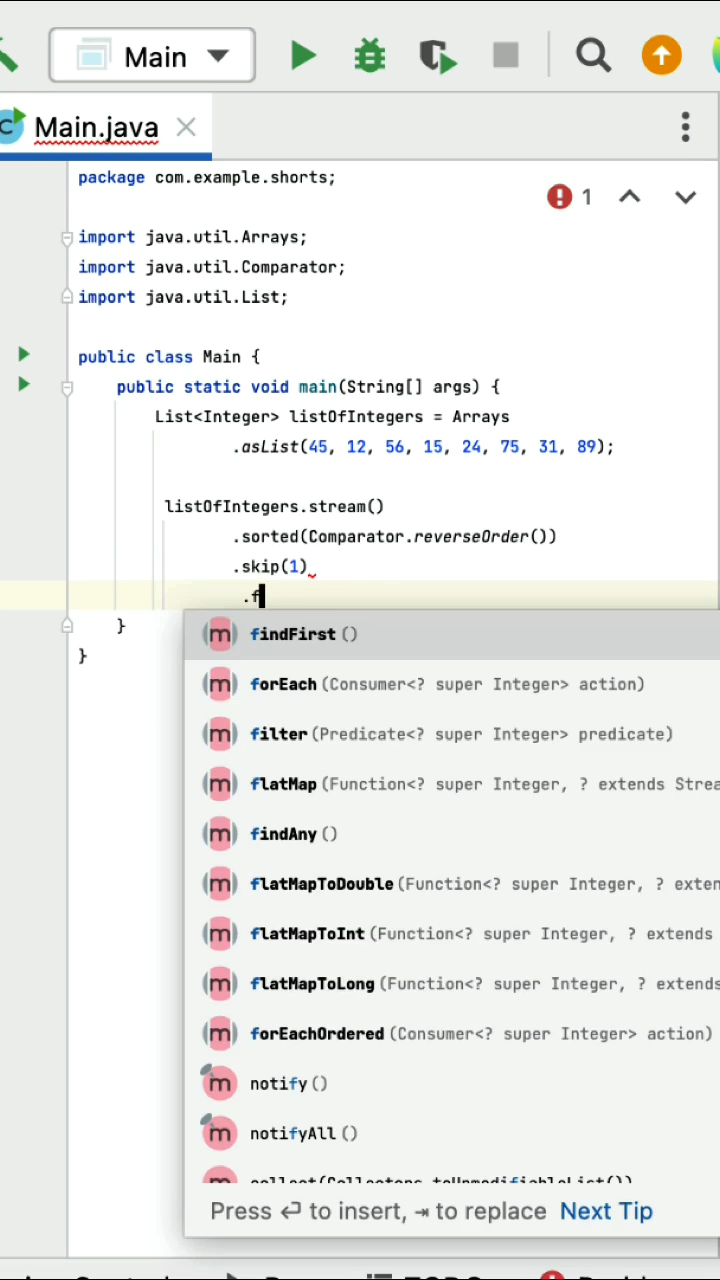 Main
Main.java
package com.example.shorts;
1
import java.util.Arrays;
import java.util.Comparator;
import java.util.List;
public class Main {
public static void main(String[] args) {
List<Integer> listOfIntegers = Arrays
.asList(45, 12, 56, 15, 24, 75, 31, 89);
listOfIntegers.stream()
.sorted(Comparator.reverseOrder())
.skip(1)
.f
}
}
findFirst()
forEach(Consumer<? super Integer> action)
filter(Predicate<? super Integer> predicate)
flatMap(Function<? super Integer, ? extends Strea
findAny()
flatMapToDouble(Function<? super Integer, ? exten
flatMapToInt(Function<? super Integer, ? extends
flatMapToLong(Function<? super Integer, ? extends
forEachOrdered(Consumer<? super Integer> action)
notify()
notifyAll()
collect(Collectors.toUnmodifiableList())
Press ↵ to insert, ⇥ to replace Next Tip